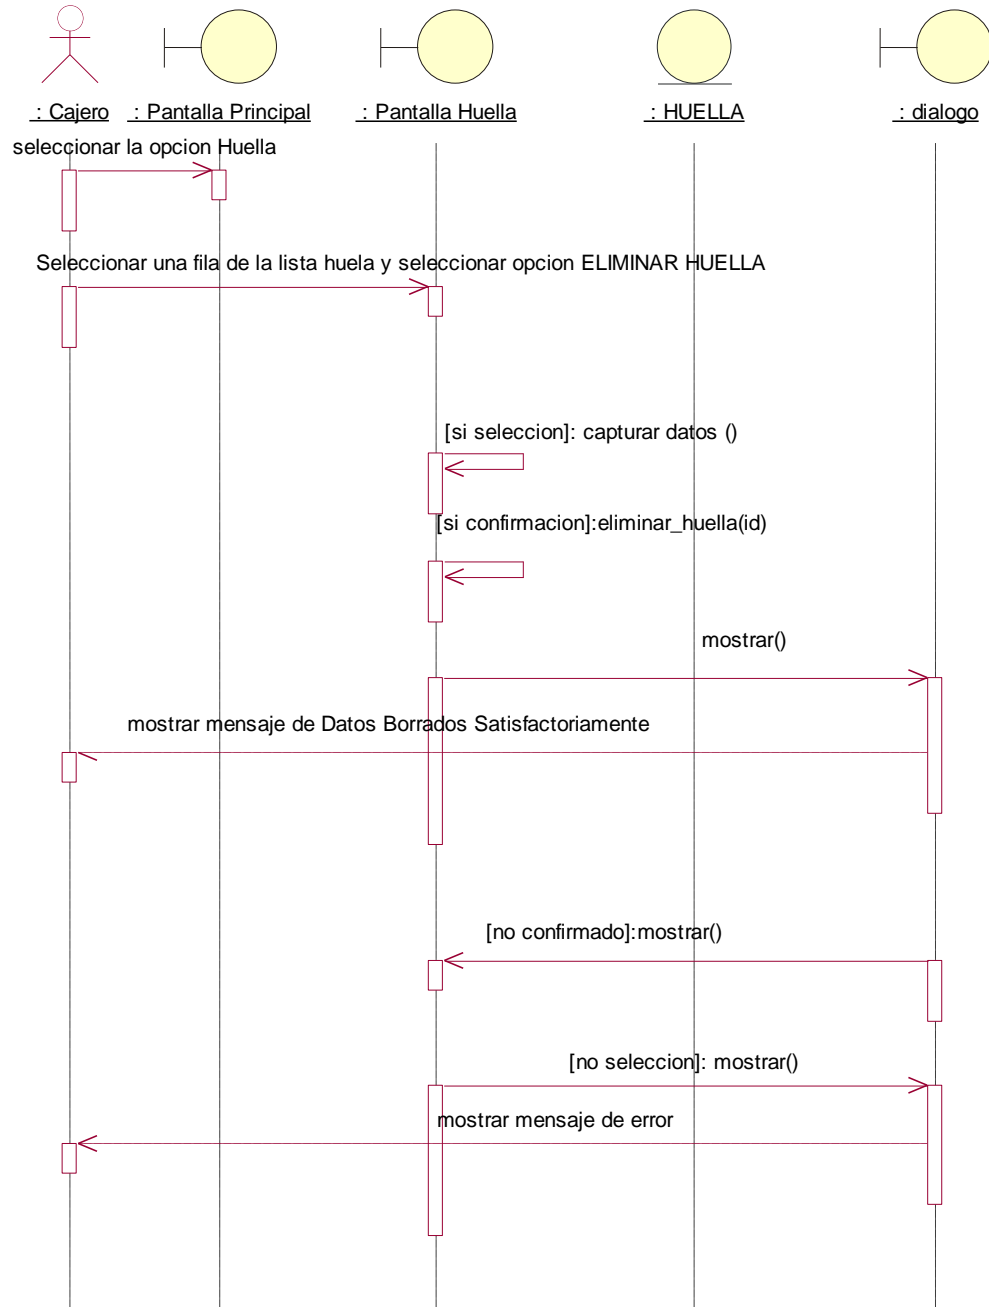 : Cajero
: Pantalla Principal
: Pantalla Huella
: HUELLA
: dialogo
seleccionar la opcion Huella
Seleccionar una fila de la lista huela y seleccionar opcion ELIMINAR HUELLA
[si seleccion]: capturar datos ()
[si confirmacion]:eliminar_huella(id)
mostrar()
mostrar mensaje de Datos Borrados Satisfactoriamente
[no confirmado]:mostrar()
[no seleccion]: mostrar()
mostrar mensaje de error